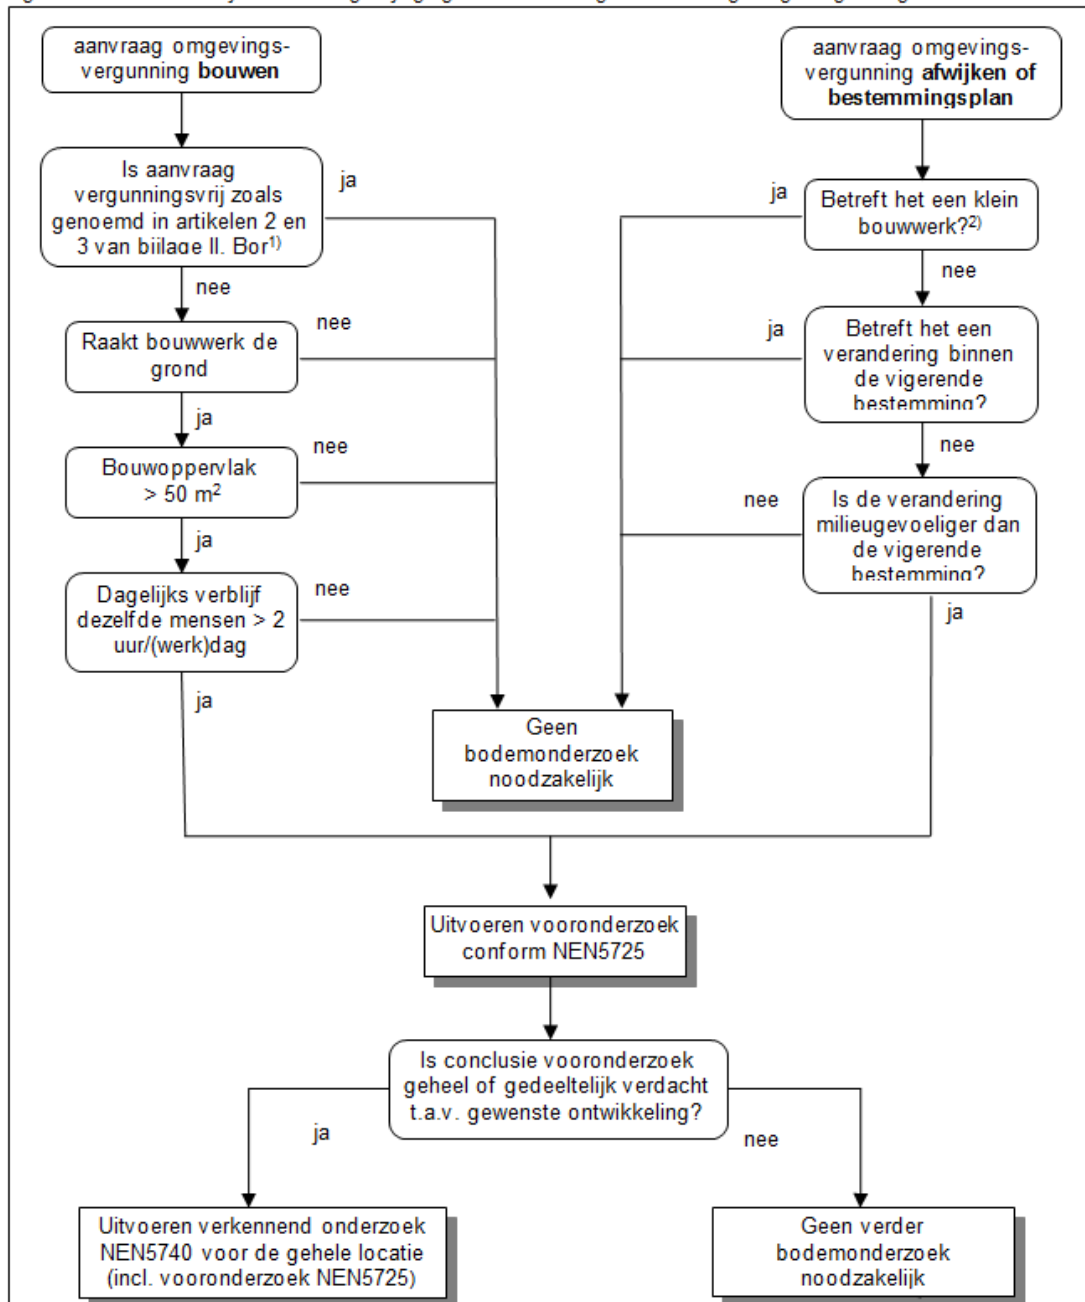 aanvraag omgevings-
vergunning bouwen
aanvraag omgevings-
vergunning afwijken of
bestemmingsplan
Is aanvraag
vergunningsvrij zoals
genoemd in artikelen 2 en
3 van bijlage II. Bor1)
ja
nee
Raakt bouwwerk de
grond
nee
ja
Bouwoppervlak
> 50 m2
nee
ja
Dagelijks verblijf
dezelfde mensen > 2
uur/(werk)dag
nee
ja
ja
Betreft het een klein
bouwwerk?2)
nee
ja
Betreft het een
verandering binnen
de vigerende
bestemming?
nee
nee
Is de verandering
milieugevoeliger dan
de vigerende
bestemming?
ja
Geen
bodemonderzoek
noodzakelijk
Uitvoeren vooronderzoek
conform NEN5725
Is conclusie vooronderzoek
geheel of gedeeltelijk verdacht
t.a.v. gewenste ontwikkeling?
ja
nee
Uitvoeren verkennend onderzoek
NEN5740 voor de gehele locatie
(incl. vooronderzoek NEN5725)
Geen verder
bodemonderzoek
noodzakelijk